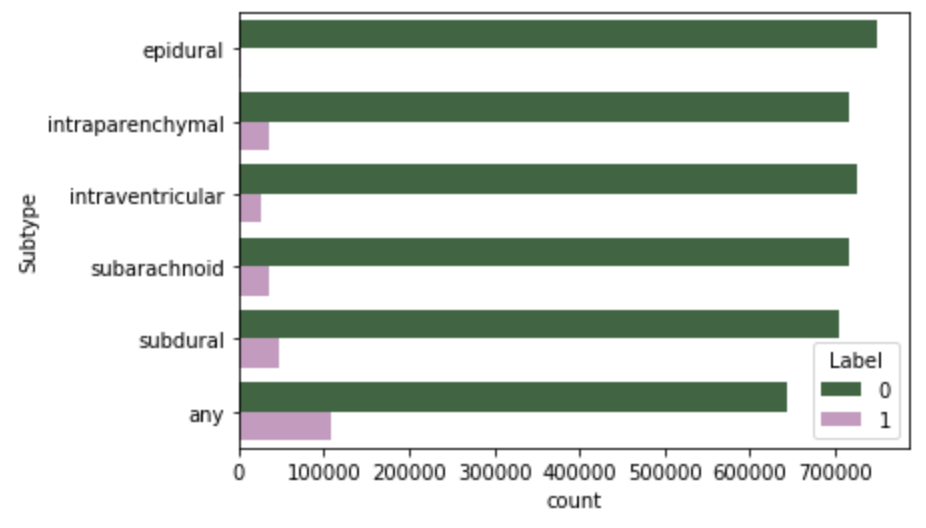 epidural
intraparenchymal
intraventricular
subarachnoid
subdural
any
Subtype
Label
0
1
0 100000 200000 300000 400000 500000 600000 700000
count